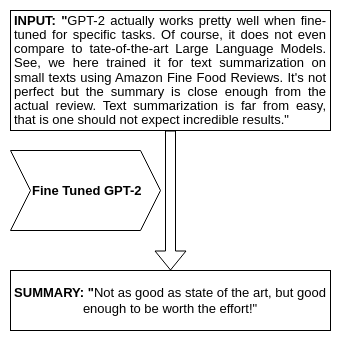 INPUT: "GPT-2 actually works pretty well when fine-
tuned for specific tasks. Of course, it does not even
compare to tate-of-the-art Large Language Models.
See, we here trained it for text summarization on
small texts using Amazon Fine Food Reviews. It's not
perfect but the summary is close enough from the
actual review. Text summarization is far from easy,
that is one should not expect incredible results."
Fine Tuned GPT-2
SUMMARY: "Not as good as state of the art, but good
enough to be worth the effort!"